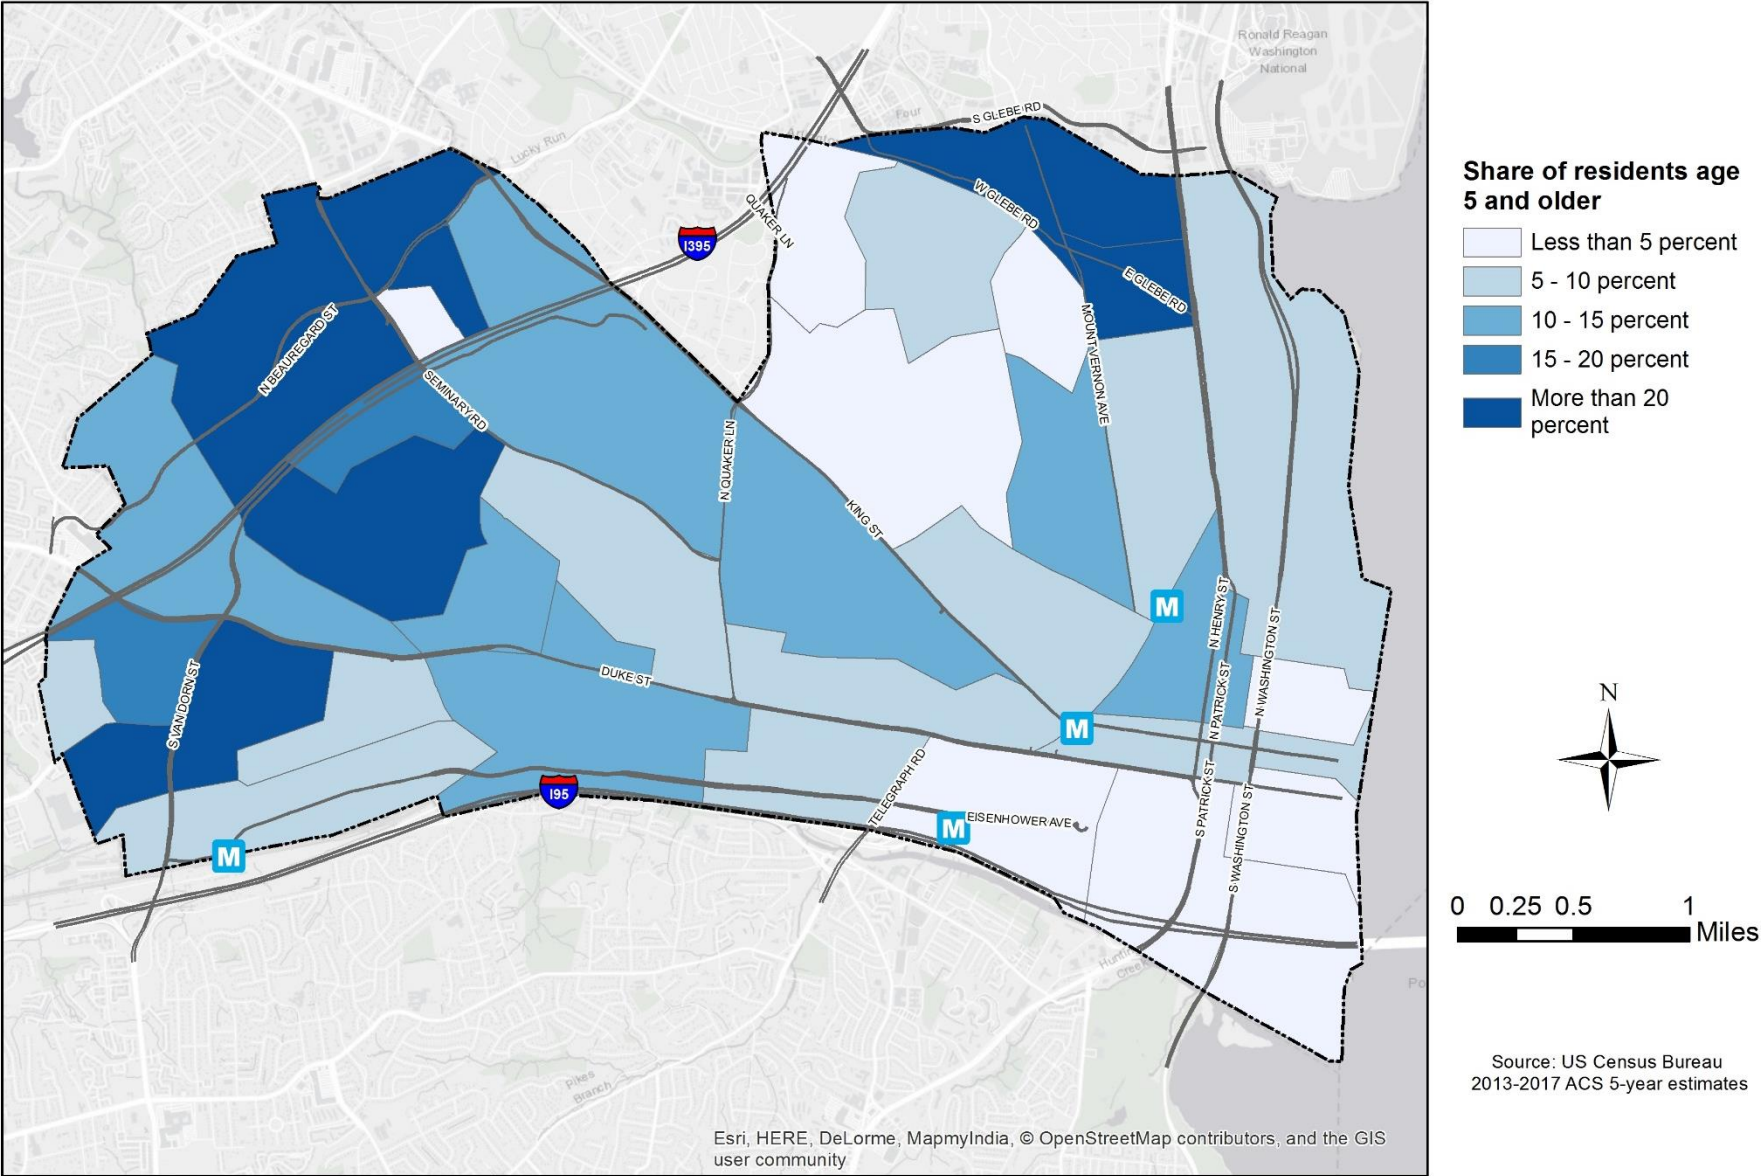 Ronald Reagan
Washington
National
Four
S GLEBE RD
Lucky Run
W GLEBE RD
QUAKER LN
I395
E GLEBE RD
N BEAUREGARD ST
MOUNT VERNON AVE
SEMINARY RD
N QUAKER LN
KING ST
M
N HENRY ST
N WASHINGTON ST
DUKE ST
S VAN DORN ST
N PATRICK ST
M
TELEGRAPH RD
I95
S PATRICK ST
S WASHINGTON ST
M
EISENHOWER AVE
M
Pikes
Branch
Esri, HERE, DeLorme, MapmyIndia, © OpenStreetMap contributors, and the GIS
user community
Share of residents age
5 and older
Less than 5 percent
5 - 10 percent
10 - 15 percent
15 - 20 percent
More than 20
percent
N
0 0.25 0.5 1
Miles
Source: US Census Bureau
2013-2017 ACS 5-year estimates